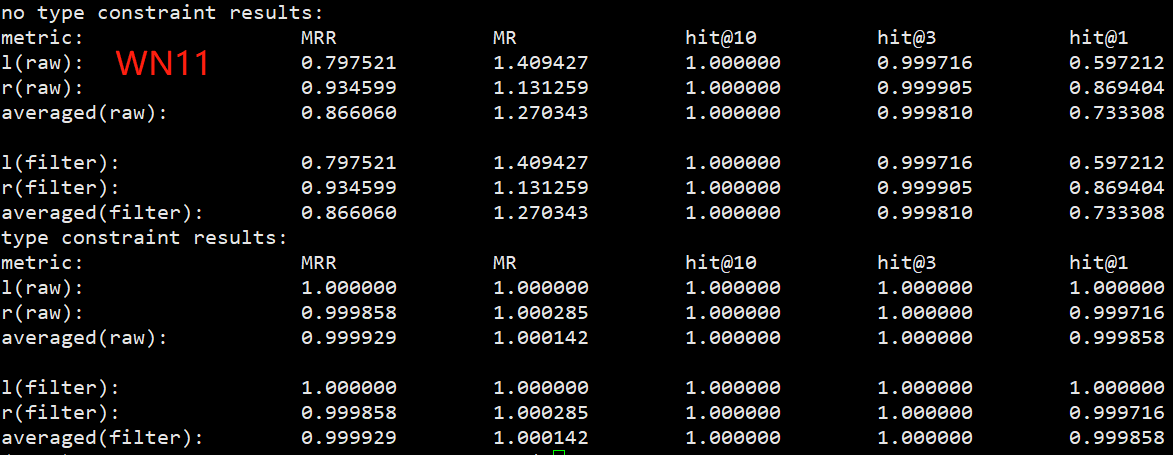 no type constraint results:
metric: MRR MR hit@10 hit@3 hit@1
l(raw): WN11 0.797521 1.409427 1.000000 0.999716 0.597212
r(raw): 0.934599 1.131259 1.000000 0.999905 0.869404
averaged(raw): 0.866060 1.270343 1.000000 0.999810 0.733308
l(filter): 0.797521 1.409427 1.000000 0.999716 0.597212
r(filter): 0.934599 1.131259 1.000000 0.999905 0.869404
averaged(filter): 0.866060 1.270343 1.000000 0.999810 0.733308
type constraint results:
metric: MRR MR hit@10 hit@3 hit@1
l(raw): 1.000000 1.000000 1.000000 1.000000 1.000000
r(raw): 0.999858 1.000285 1.000000 1.000000 0.999716
averaged(raw): 0.999929 1.000142 1.000000 1.000000 0.999858
l(filter): 1.000000 1.000000 1.000000 1.000000 1.000000
r(filter): 0.999858 1.000285 1.000000 1.000000 0.999716
averaged(filter): 0.999929 1.000142 1.000000 1.000000 0.999858